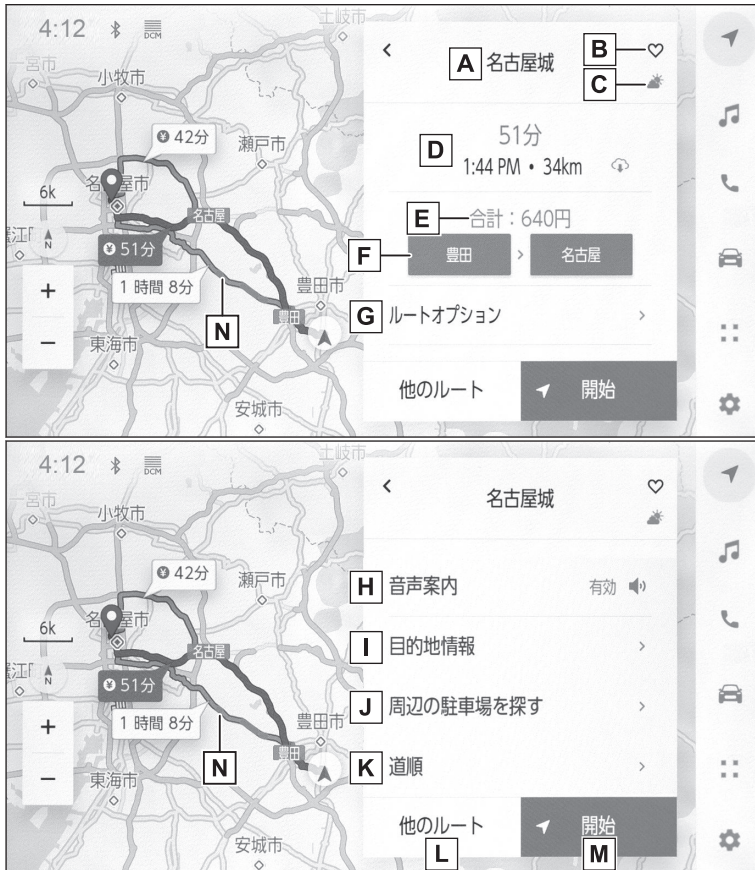 4:12 DCM
土岐市
一宮市
小牧市
¥ 42分
瀬戸市
名古屋市
6k
名古屋
N
¥ 51分
1 時間 8分
豊田市
N
豊田
東海市
安城市
+
−
A 名古屋城
B
C
D 51分
1:44 PM • 34km
E 合計：640円
F 豊田 > 名古屋
G ルートオプション >
他のルート 開始
4:12 DCM
土岐市
一宮市
小牧市
¥ 42分
瀬戸市
名古屋市
6k
名古屋
N
¥ 51分
1 時間 8分
豊田市
N
豊田
東海市
安城市
+
−
名古屋城
H 音声案内 有効
I 目的地情報 >
J 周辺の駐車場を探す >
K 道順 >
他のルート 開始
L M